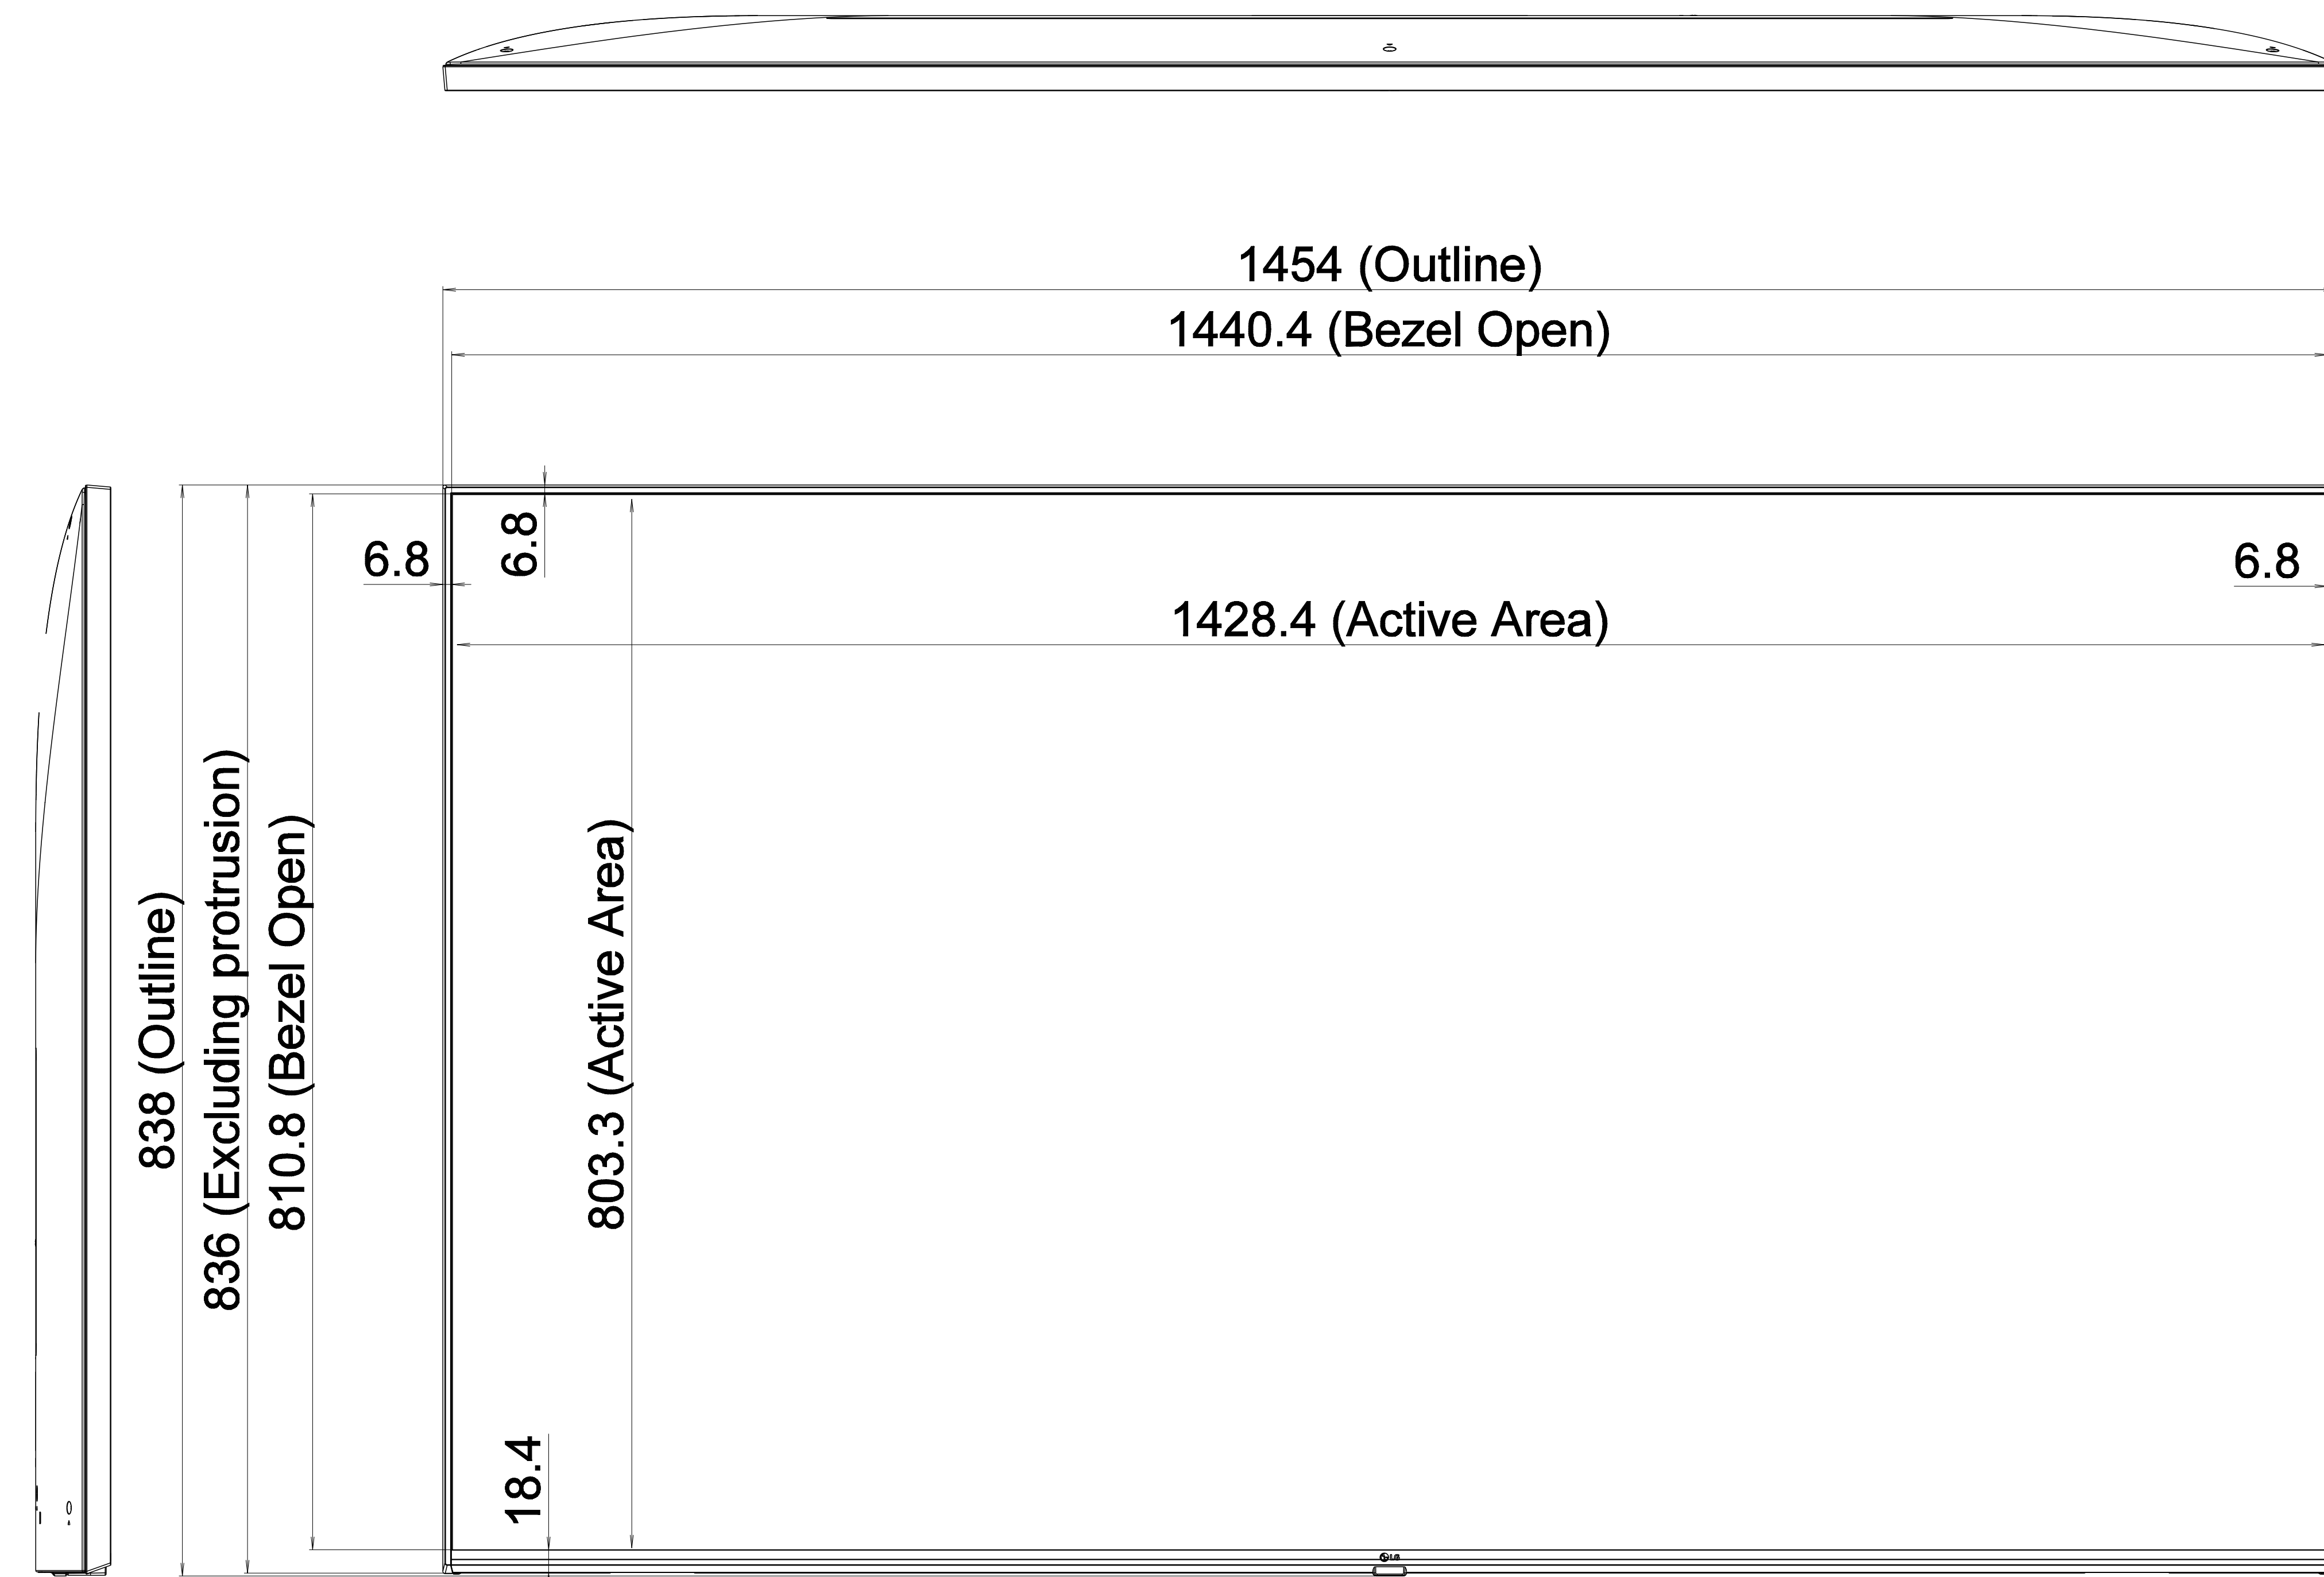 1454 (Outline)
1440.4 (Bezel Open)
6.8
6.8
6.8
1428.4 (Active Area)
838 (Outline)
836 (Excluding protrusion)
810.8 (Bezel Open)
803.3 (Active Area)
18.4
LG